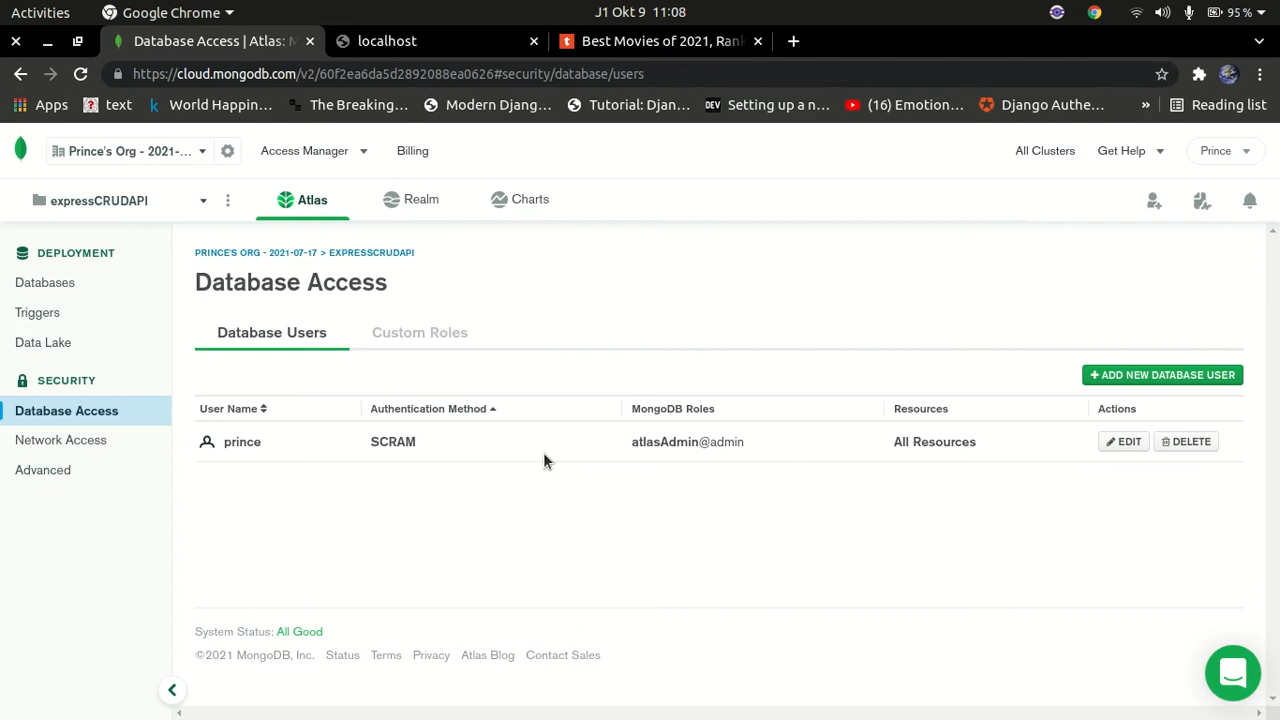 Activities
Google Chrome
J1 Okt 9 11:08
95 %
Database Access | Atlas: M
localhost
Best Movies of 2021, Ran
https://cloud.mongodb.com/v2/60f2ea6da5d2892088ea0626#security/database/users
Apps
text
World Happin...
The Breaking...
Modern Djang...
Tutorial: Djan...
DEV Setting up a n...
(16) Emotion...
Django Authe...
»
Reading list
Prince's Org - 2021-...
Access Manager
Billing
All Clusters
Get Help
Prince
expressCRUDAPI
Atlas
Realm
Charts
DEPLOYMENT
Databases
Triggers
Data Lake
SECURITY
Database Access
Network Access
Advanced
PRINCE'S ORG - 2021-07-17 > EXPRESSCRUDAPI
Database Access
Database Users
Custom Roles
+ ADD NEW DATABASE USER
User Name
Authentication Method
MongoDB Roles
Resources
Actions
prince
SCRAM
atlasAdmin@admin
All Resources
EDIT
DELETE
System Status: All Good
©2021 MongoDB, Inc. Status Terms Privacy Atlas Blog Contact Sales